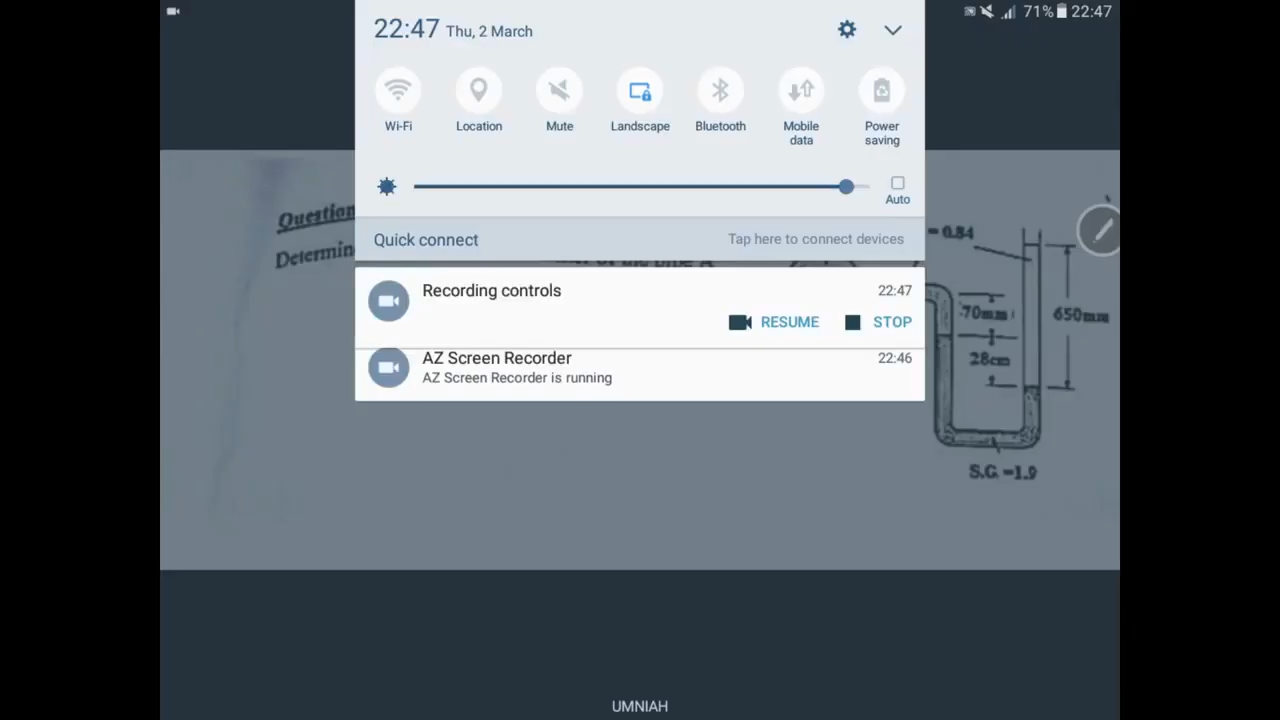 22:47 Thu, 2 March
71% 22:47
Wi-Fi
Location
Mute
Landscape
Bluetooth
Mobile data
Power saving
Auto
Quick connect
Tap here to connect devices
Recording controls
22:47
RESUME
STOP
AZ Screen Recorder
22:46
AZ Screen Recorder is running
Question
Determin
= 0.84
70mm
650mm
28cm
S.G. =1.9
UMNIAH